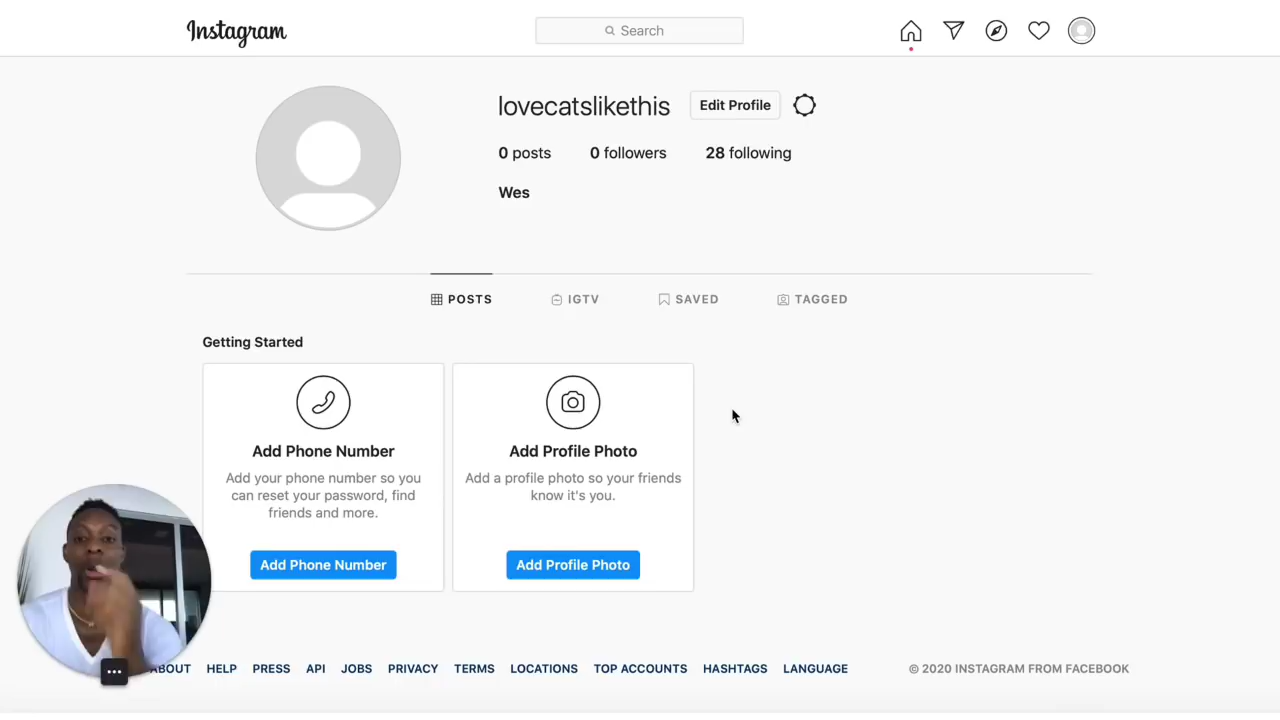 Instagram
Search
lovecatslikethis
Edit Profile
0 posts
0 followers
28 following
Wes
POSTS
IGTV
SAVED
TAGGED
Getting Started
Add Phone Number
Add your phone number so you
can reset your password, find
friends and more.
Add Phone Number
Add Profile Photo
Add a profile photo so your friends
know it's you.
Add Profile Photo
ABOUT
HELP
PRESS
API
JOBS
PRIVACY
TERMS
LOCATIONS
TOP ACCOUNTS
HASHTAGS
LANGUAGE
© 2020 INSTAGRAM FROM FACEBOOK